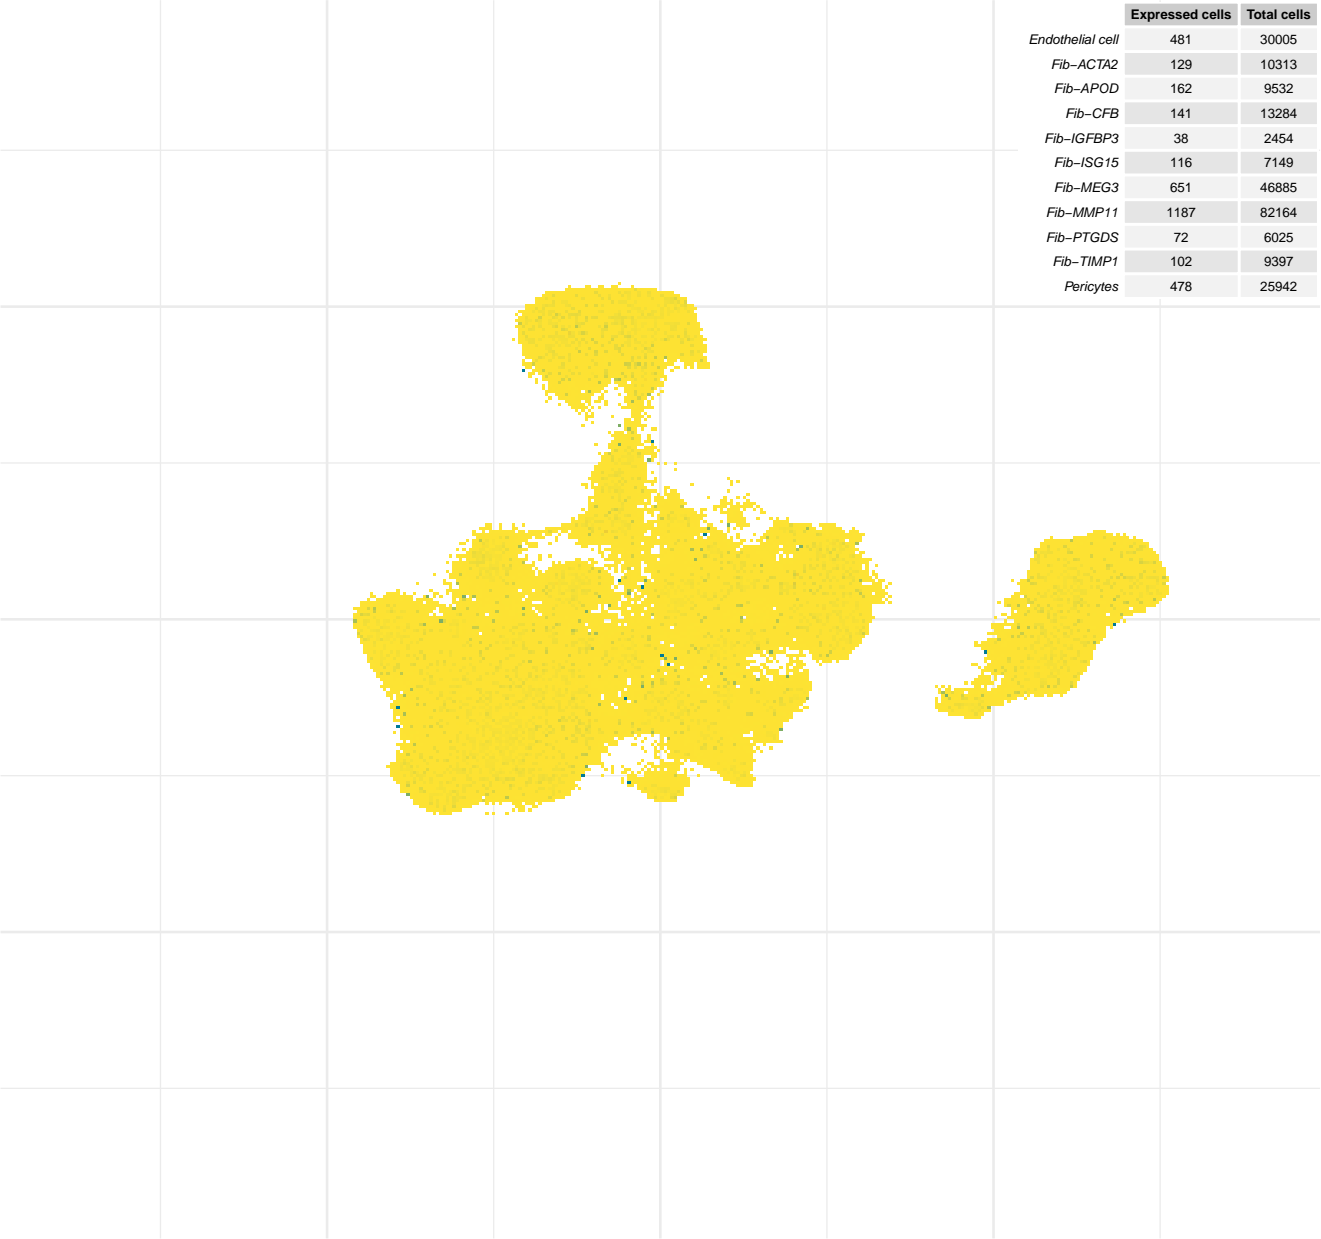 Expressed cells Total cells
Endothelial cell 481 30005
Fib−ACTA2 129 10313
Fib−APOD 162 9532
Fib−CFB 141 13284
Fib−IGFBP3 38 2454
Fib−ISG15 116 7149
Fib−MEG3 651 46885
Fib−MMP11 1187 82164
Fib−PTGDS 72 6025
Fib−TIMP1 102 9397
Pericytes 478 25942